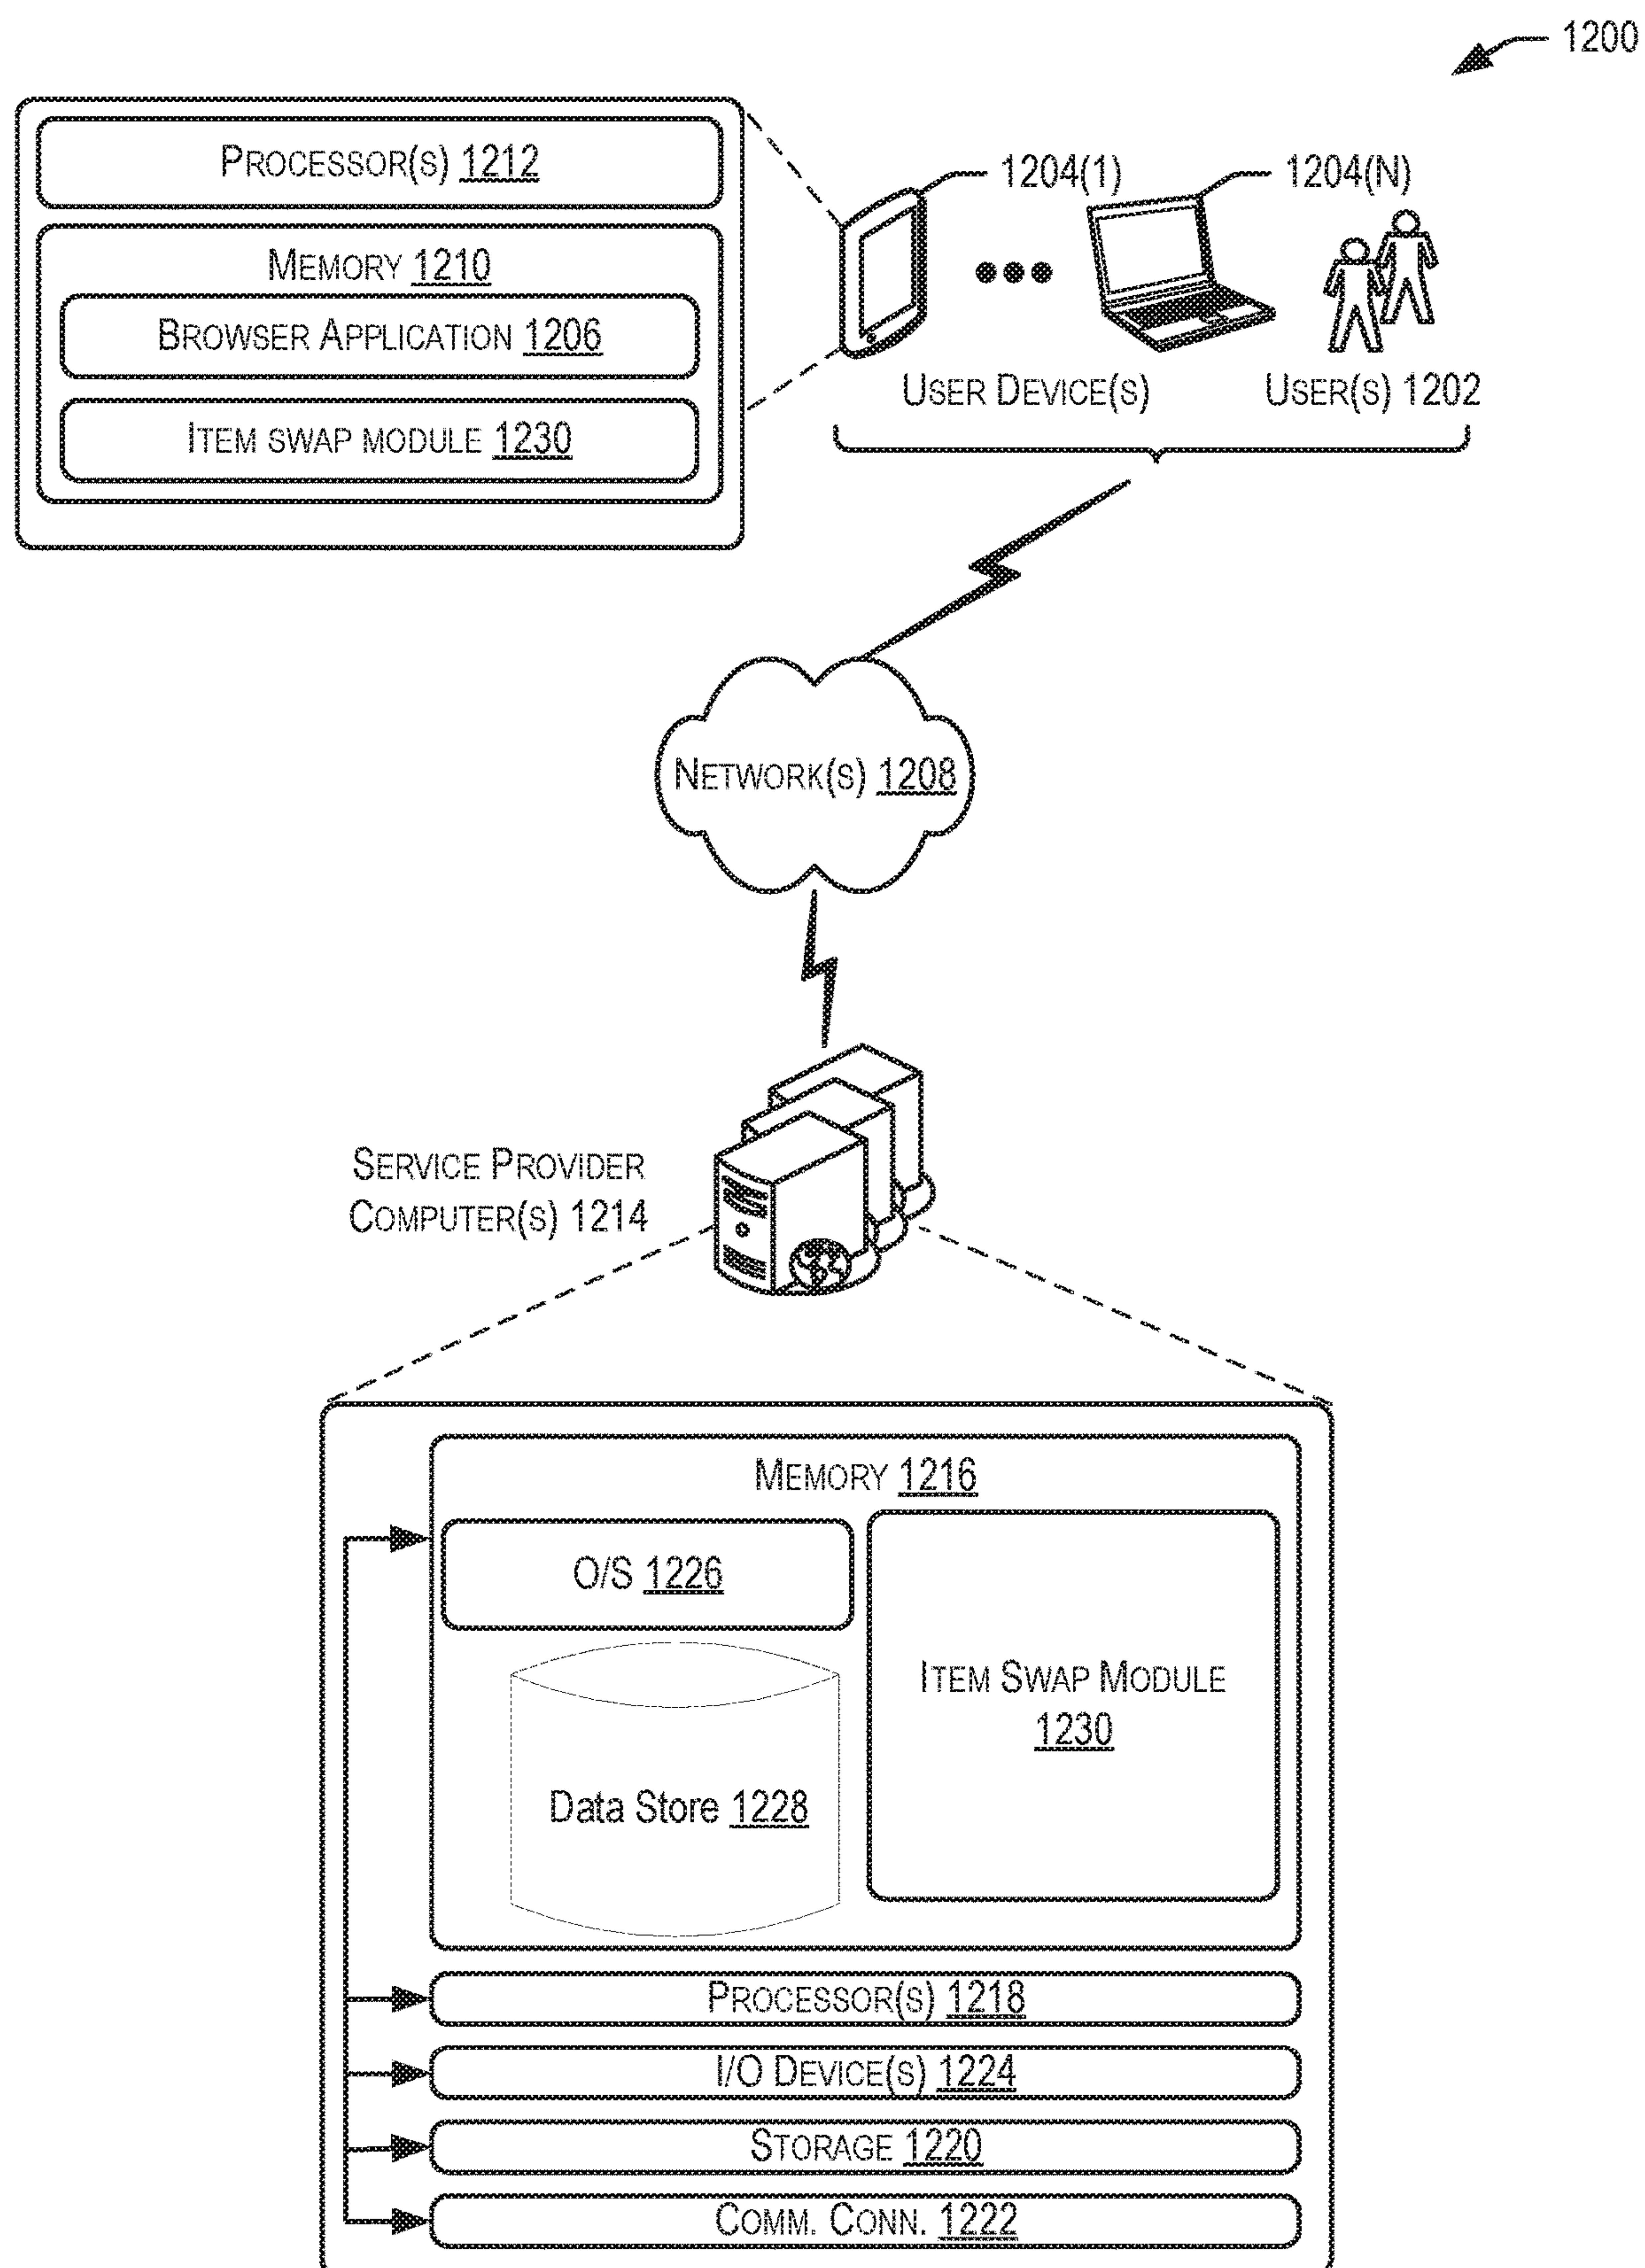 1200
PROCESSOR(S) 1212
MEMORY 1210
BROWSER APPLICATION 1206
ITEM SWAP MODULE 1230
1204(1)
1204(N)
USER DEVICE(S)
USER(S) 1202
NETWORK(S) 1208
SERVICE PROVIDER
COMPUTER(S) 1214
MEMORY 1216
O/S 1226
Data Store 1228
ITEM SWAP MODULE
1230
PROCESSOR(S) 1218
I/O DEVICE(S) 1224
STORAGE 1220
COMM. CONN. 1222